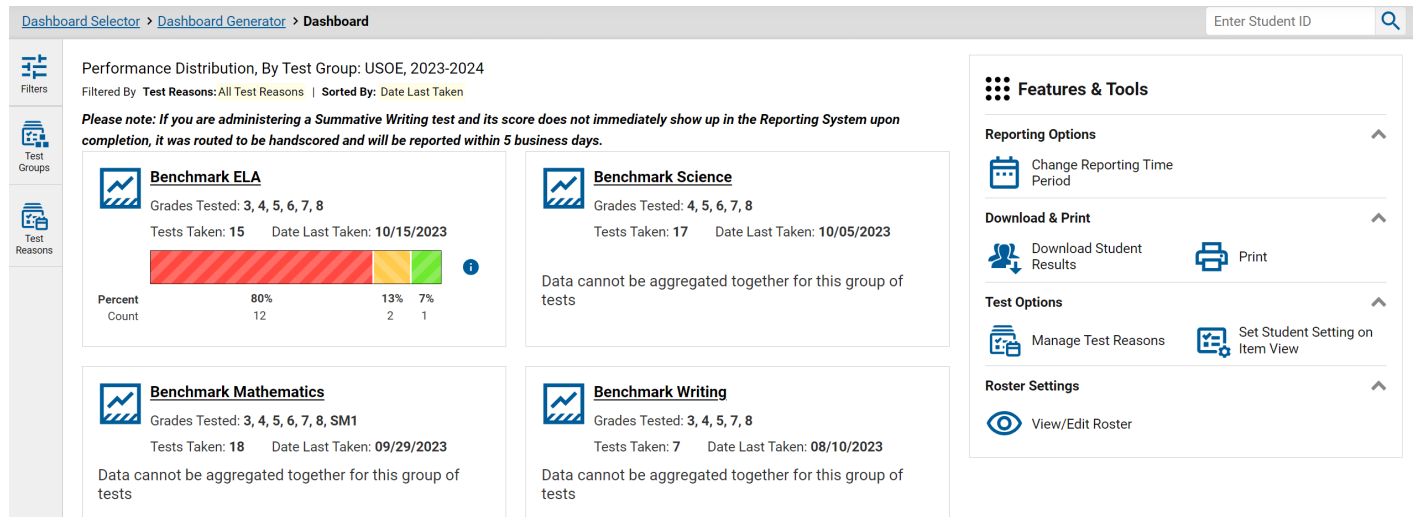 Dashboard Selector > Dashboard Generator > Dashboard
Enter Student ID
Filters
Test
Groups
Test
Reasons
Performance Distribution, By Test Group: USOE, 2023-2024
Filtered By Test Reasons: All Test Reasons | Sorted By: Date Last Taken
Please note: If you are administering a Summative Writing test and its score does not immediately show up in the Reporting System upon
completion, it was routed to be handscored and will be reported within 5 business days.
Benchmark ELA
Grades Tested: 3, 4, 5, 6, 7, 8
Tests Taken: 15 Date Last Taken: 10/15/2023
Percent 80% 13% 7%
Count 12 2 1
Benchmark Science
Grades Tested: 4, 5, 6, 7, 8
Tests Taken: 17 Date Last Taken: 10/05/2023
Data cannot be aggregated together for this group of
tests
Benchmark Mathematics
Grades Tested: 3, 4, 5, 6, 7, 8, SM1
Tests Taken: 18 Date Last Taken: 09/29/2023
Data cannot be aggregated together for this group of
tests
Benchmark Writing
Grades Tested: 3, 4, 5, 7, 8
Tests Taken: 7 Date Last Taken: 08/10/2023
Data cannot be aggregated together for this group of
tests
Features & Tools
Reporting Options
Change Reporting Time
Period
Download & Print
Download Student
Results
Print
Test Options
Manage Test Reasons
Set Student Setting on
Item View
Roster Settings
View/Edit Roster